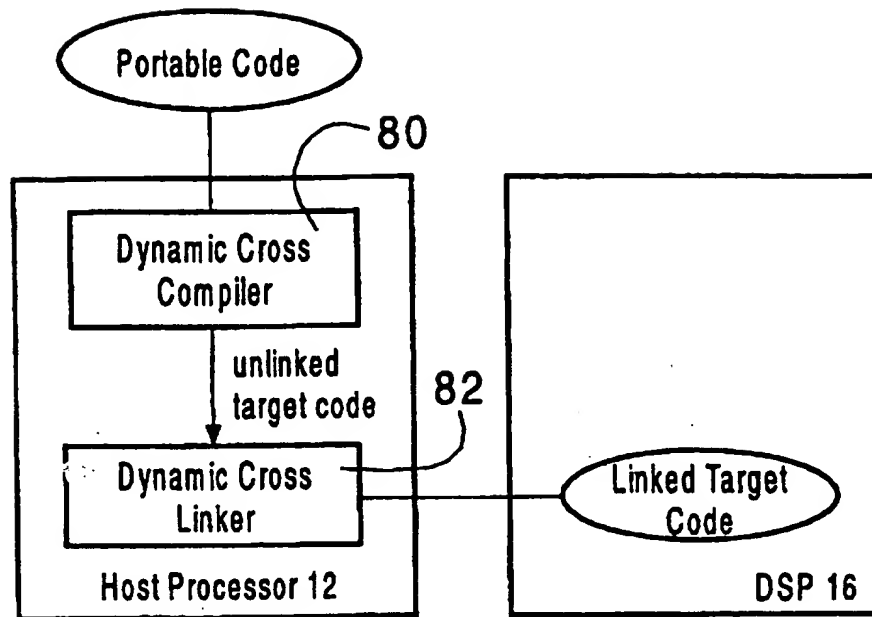 Portable Code
80
Dynamic Cross
Compiler
unlinked
target code
82
Dynamic Cross
Linker
Linked Target
Code
Host Processor 12
DSP 16